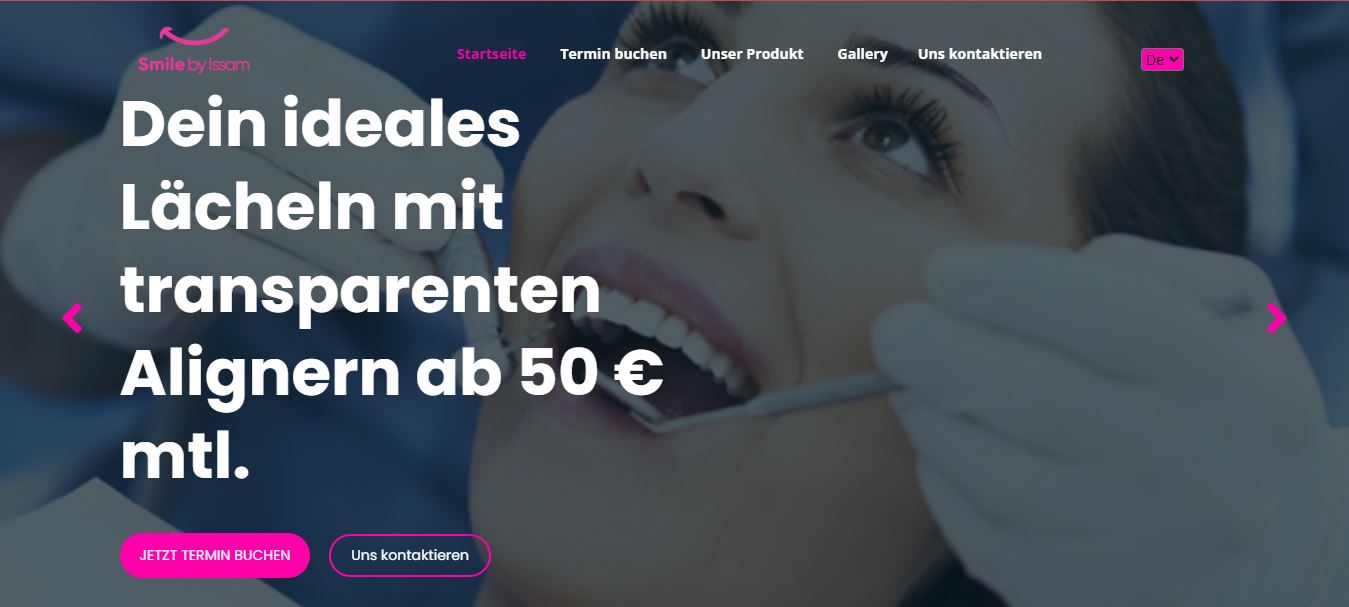 Smile by Issam
Startseite
Termin buchen
Unser Produkt
Gallery
Uns kontaktieren
De
Dein ideales
Lächeln mit
transparenten
Alignern ab 50 €
mtl.
JETZT TERMIN BUCHEN
Uns kontaktieren